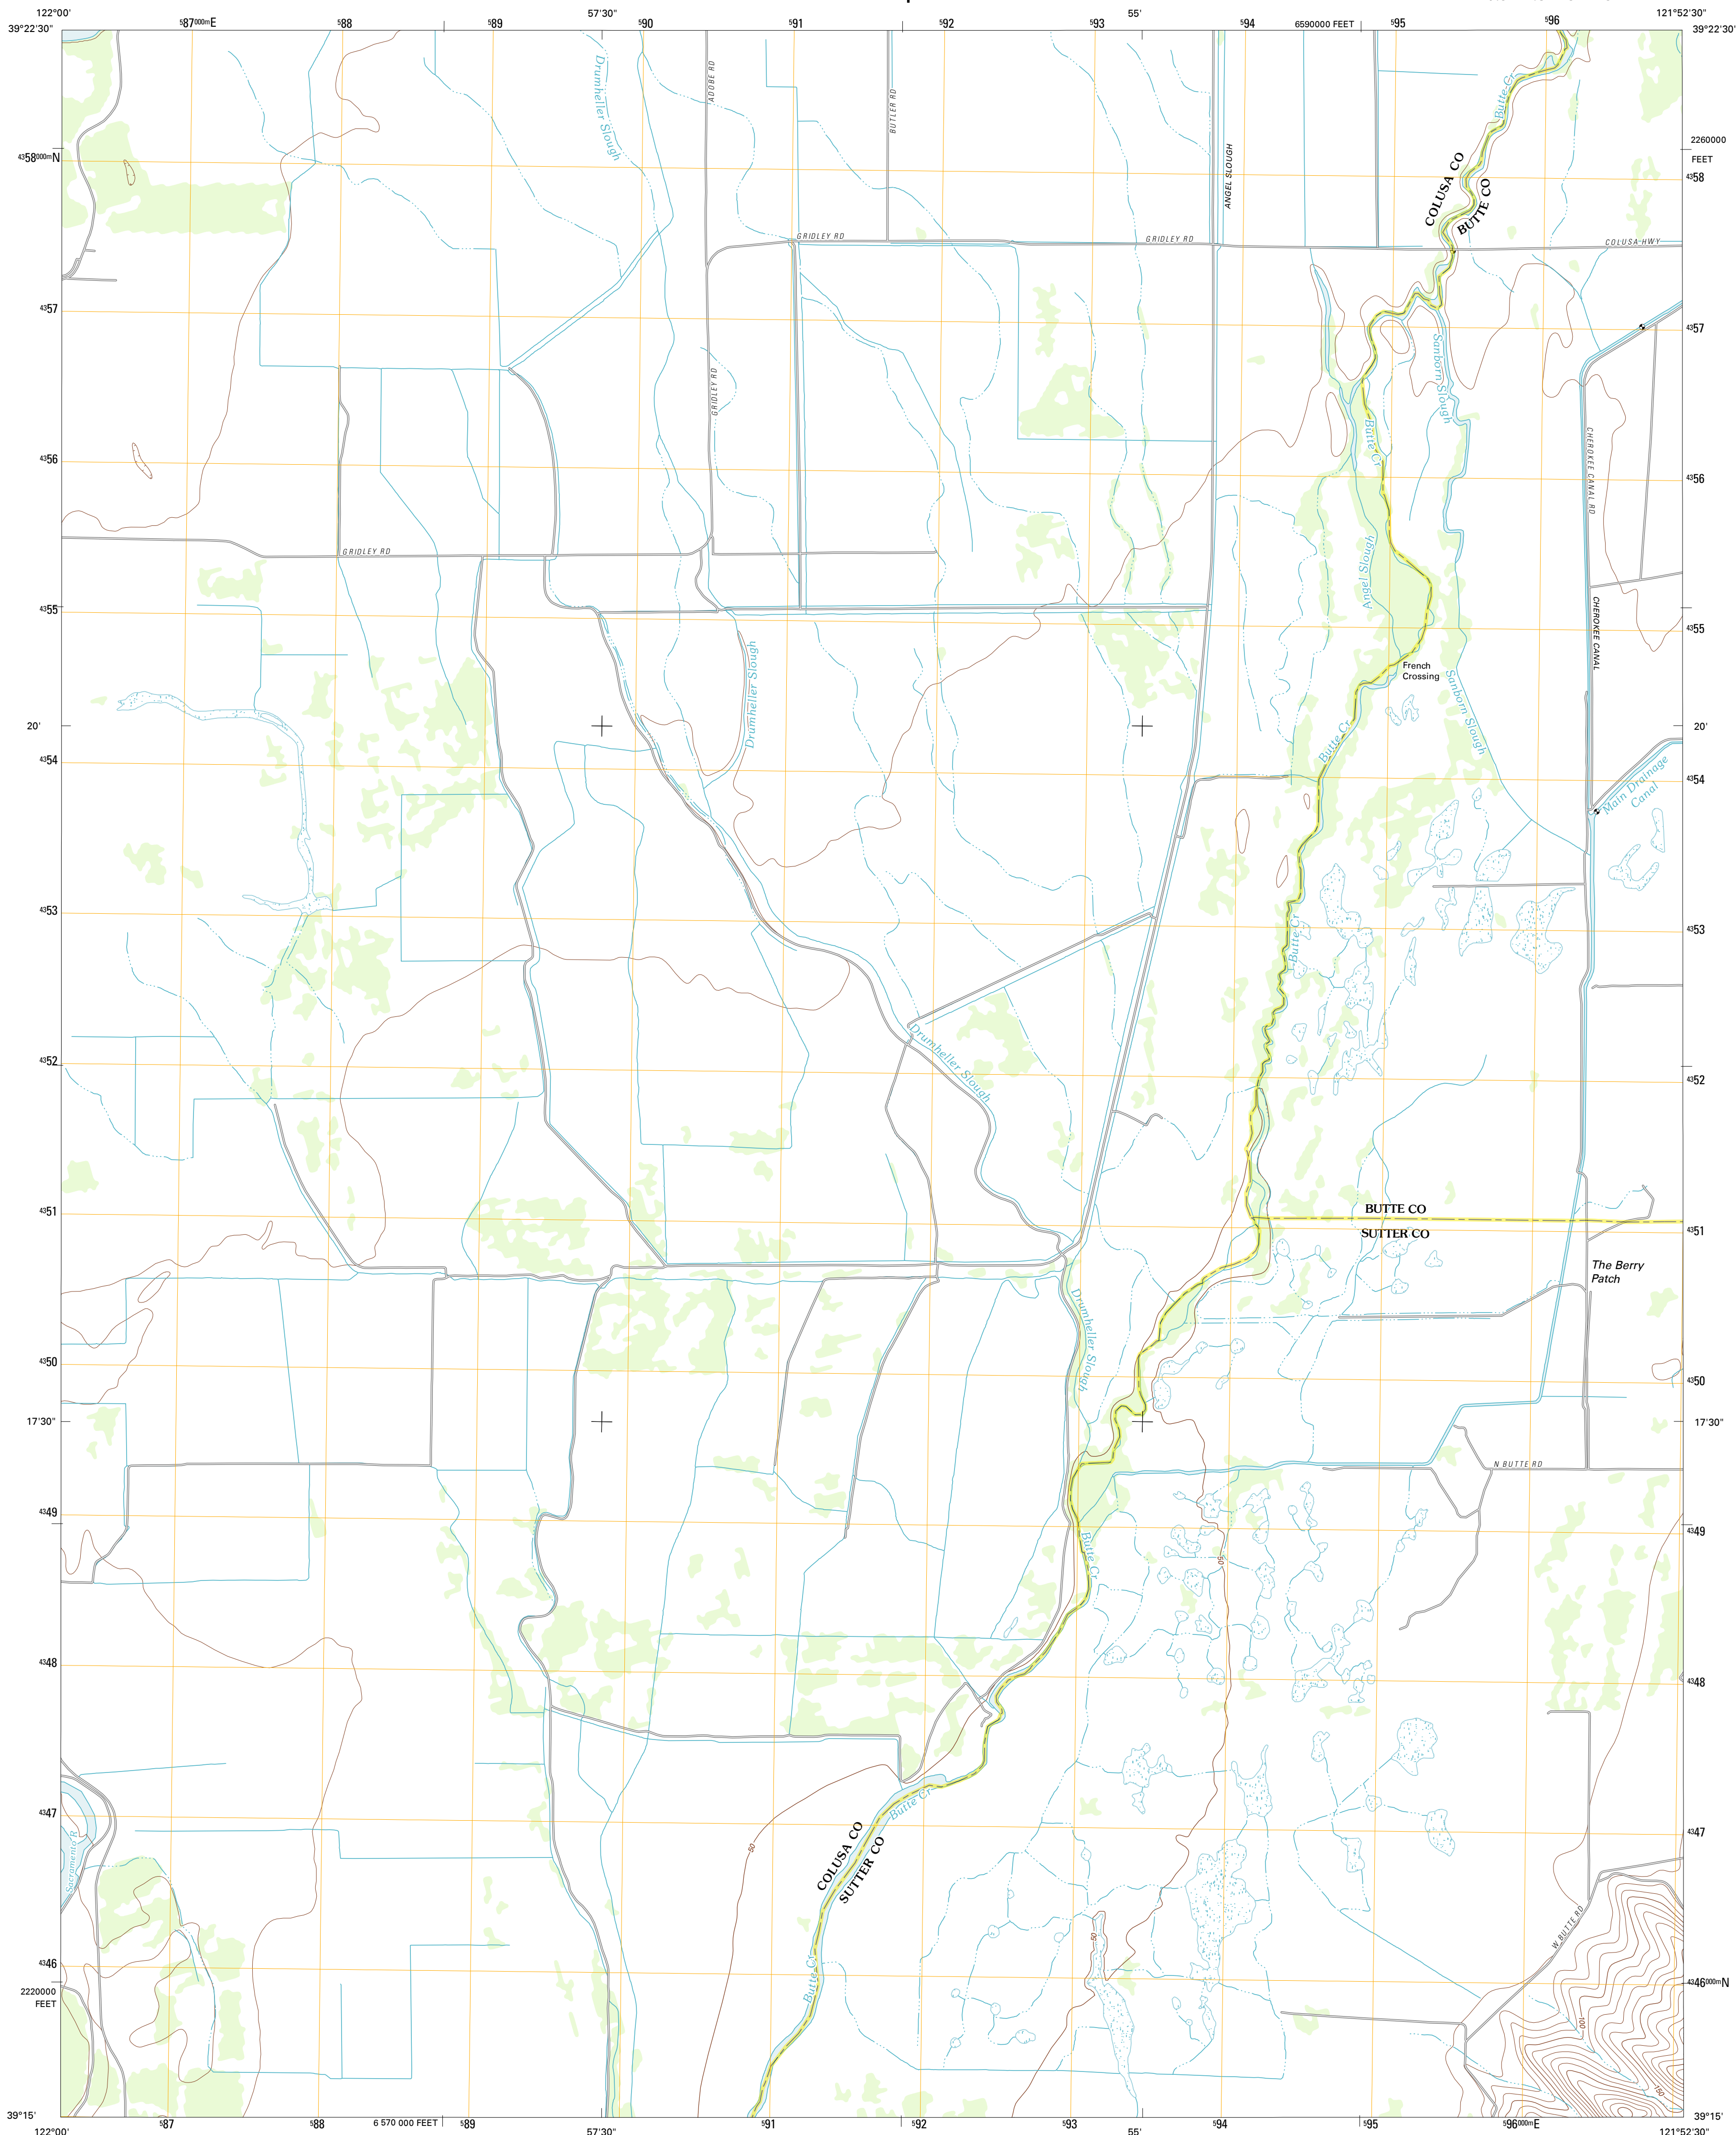 122°00'
⁵87⁰⁰⁰ᵐE
⁵88
⁵89
57'30"
⁵90
⁵91
⁵92
⁵93
55'
⁵94
6590000 FEET
⁵95
⁵96
121°52'30"
39°22'30"
39°22'30"
Drumheller Slough
ADOBE RD
BUTLER RD
Butte Cr
2260000
FEET
⁴³58⁰⁰⁰ᵐN
⁴³58
ANGEL SLOUGH
COLUSA CO
BUTTE CO
GRIDLEY RD
GRIDLEY RD
COLUSA HWY
⁴³57
⁴³57
Sanborn Slough
GRIDLEY RD
Butte Cr
CHEROKEE CANAL RD
⁴³56
⁴³56
GRIDLEY RD
Angel Slough
⁴³55
⁴³55
CHEROKEE CANAL
Drumheller Slough
French
Crossing
Sanborn Slough
20'
20'
Butte Cr
⁴³54
⁴³54
Main Drainage
Canal
⁴³53
⁴³53
Butte Cr
Drumheller Slough
⁴³52
⁴³52
⁴³51
⁴³51
BUTTE CO
SUTTER CO
The Berry
Patch
Drumheller Slough
⁴³50
⁴³50
17'30"
17'30"
N BUTTE RD
⁴³49
⁴³49
Butte Cr
50
⁴³48
⁴³48
Butte Cr
⁴³47
⁴³47
50
COLUSA CO
SUTTER CO
Sacramento R
W BUTTE RD
50
⁴³46
⁴³46⁰⁰⁰ᵐN
Butte Cr
2220000
FEET
100
150
39°15'
39°15'
122°00'
⁵87
⁵88
6 570 000 FEET
⁵89
57'30"
⁵90
⁵91
⁵92
⁵93
55'
⁵94
⁵95
⁵96⁰⁰⁰ᵐE
121°52'30"